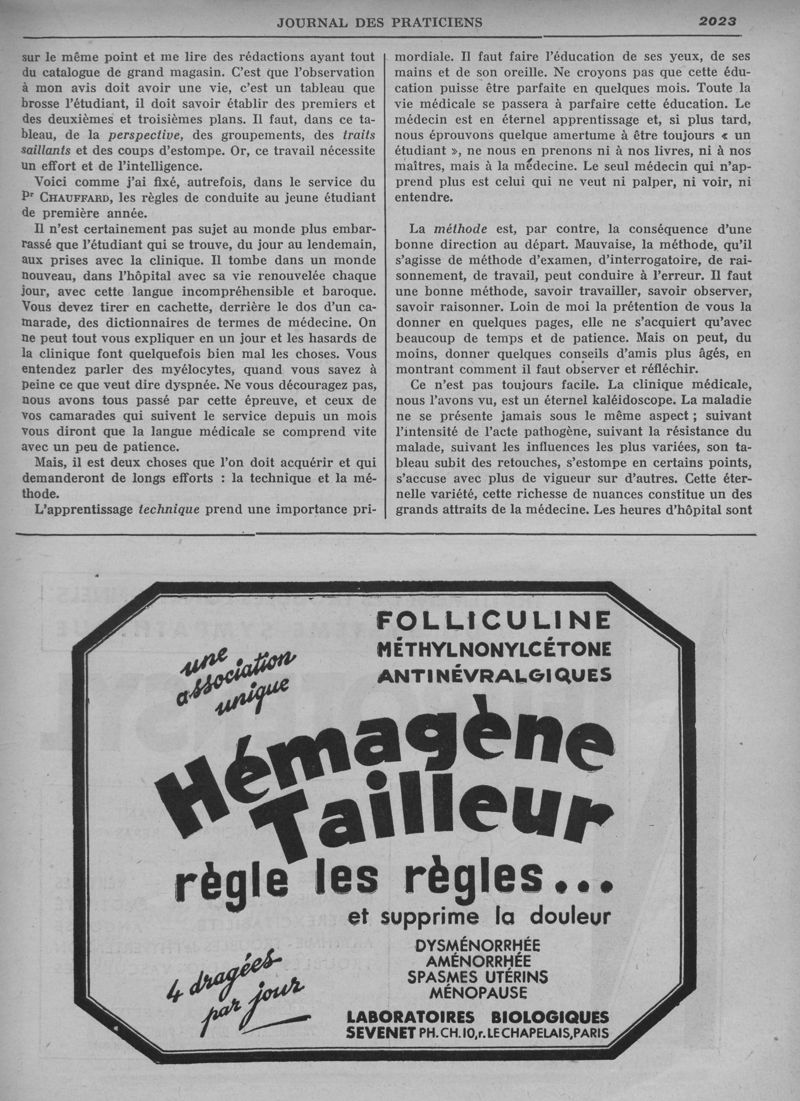 JOURNAL DES PRATICIENS 2023
sur le même point et me lire des rédactions ayant tout
du catalogue de grand magasin. C'est que l'observation
à mon avis doit avoir une vie, c'est un tableau que
brosse l'étudiant, il doit savoir établir des premiers et
des deuxièmes et troisièmes plans. Il faut, dans ce ta-
bleau, de la perspective, des groupements, des traits
saillants et des coups d'estompe. Or, ce travail nécessite
un effort et de l'intelligence.
Voici comme j'ai fixé, autrefois, dans le service du
Pr CHAUFFARD, les règles de conduite au jeune étudiant
de première année.
Il n'est certainement pas sujet au monde plus embar-
rassé que l'étudiant qui se trouve, du jour au lendemain,
aux prises avec la clinique. Il tombe dans un monde
nouveau, dans l'hôpital avec sa vie renouvelée chaque
jour, avec cette langue incompréhensible et baroque.
Vous devez tirer en cachette, derrière le dos d'un ca-
marade, des dictionnaires de termes de médecine. On
ne peut tout vous expliquer en un jour et les hasards de
la clinique font quelquefois bien mal les choses. Vous
entendez parler des myélocytes, quand vous savez à
peine ce que veut dire dyspnée. Ne vous découragez pas,
nous avons tous passé par cette épreuve, et ceux de
vos camarades qui suivent le service depuis un mois
vous diront que la langue médicale se comprend vite
avec un peu de patience.
Mais, il est deux choses que l'on doit acquérir et qui
demanderont de longs efforts : la technique et la mé-
thode.
L'apprentissage technique prend une importance pri-
mordiale. Il faut faire l'éducation de ses yeux, de ses
mains et de son oreille. Ne croyons pas que cette édu-
cation puisse être parfaite en quelques mois. Toute la
vie médicale se passera à parfaire cette éducation. Le
médecin est en éternel apprentissage et, si plus tard,
nous éprouvons quelque amertume à être toujours « un
étudiant », ne nous en prenons ni à nos livres, ni à nos
maîtres, mais à la médecine. Le seul médecin qui n'ap-
prend plus est celui qui ne veut ni palper, ni voir, ni
entendre.
La méthode est, par contre, la conséquence d'une
bonne direction au départ. Mauvaise, la méthode, qu'il
s'agisse de méthode d'examen, d'interrogatoire, de rai-
sonnement, de travail, peut conduire à l'erreur. Il faut
une bonne méthode, savoir travailler, savoir observer,
savoir raisonner. Loin de moi la prétention de vous la
donner en quelques pages, elle ne s'acquiert qu'avec
beaucoup de temps et de patience. Mais on peut, du
moins, donner quelques conseils d'amis plus âgés, en
montrant comment il faut observer et réfléchir.
Ce n'est pas toujours facile. La clinique médicale,
nous l'avons vu, est un éternel kaléidoscope. La maladie
ne se présente jamais sous le même aspect ; suivant
l'intensité de l'acte pathogène, suivant la résistance du
malade, suivant les influences les plus variées, son ta-
bleau subit des retouches, s'estompe en certains points,
s'accuse avec plus de vigueur sur d'autres. Cette éter-
nelle variété, cette richesse de nuances constitue un des
grands attraits de la médecine. Les heures d'hôpital sont
une
association
unique
FOLLICULINE
MÉTHYLNONYLCÉTONE
ANTINÉVRALGIQUES
Hémagène
Tailleur
règle les règles...
et supprime la douleur
4 dragées
par jour
DYSMÉNORRHÉE
AMÉNORRHÉE
SPASMES UTÉRINS
MÉNOPAUSE
LABORATOIRES BIOLOGIQUES
SEVENET PH. CH. 10, r. LE CHAPELAIS, PARIS